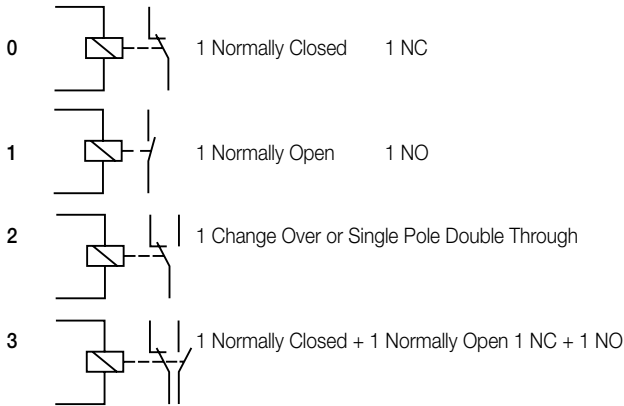 0 1 Normally Closed 1 NC
1 1 Normally Open 1 NO
2 1 Change Over or Single Pole Double Through
3 1 Normally Closed + 1 Normally Open 1 NC + 1 NO